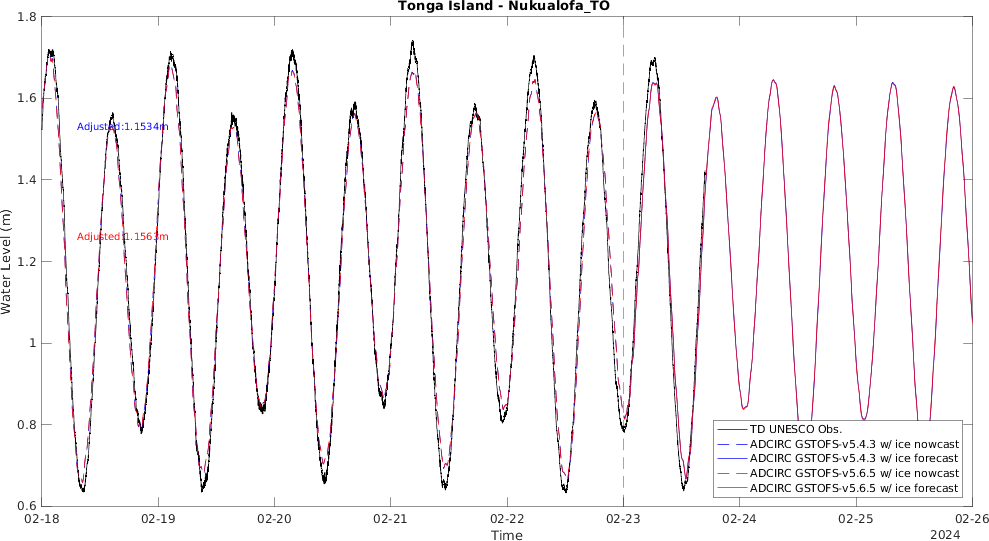 Tonga Island - Nukualofa_TO
1.8
1.6
1.4
1.2
1
0.8
0.6
Water Level (m)
Adjusted:1.1534m
Adjusted:1.1563m
TD UNESCO Obs.
ADCIRC GSTOFS-v5.4.3 w/ ice nowcast
ADCIRC GSTOFS-v5.4.3 w/ ice forecast
ADCIRC GSTOFS-v5.6.5 w/ ice nowcast
ADCIRC GSTOFS-v5.6.5 w/ ice forecast
02-18 02-19 02-20 02-21 02-22 02-23 02-24 02-25 02-26
Time
2024